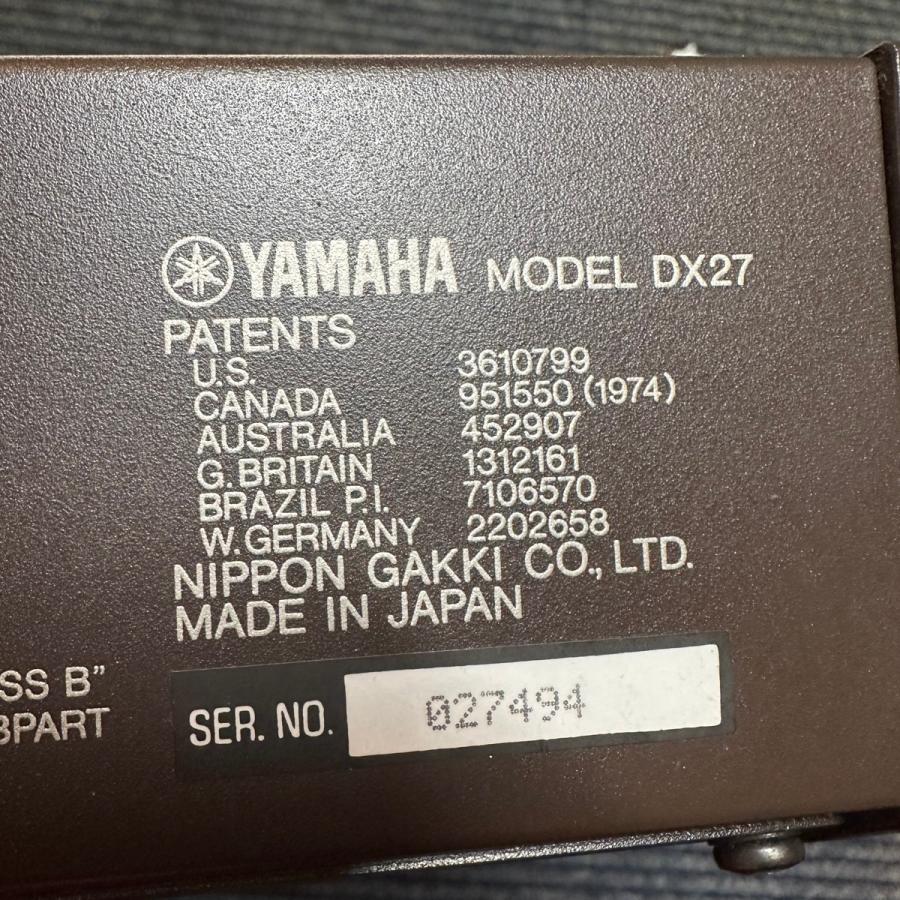 YAMAHA MODEL DX27
PATENTS
U.S. 3610799
CANADA 951550 (1974)
AUSTRALIA 452907
G.BRITAIN 1312161
BRAZIL P.I. 7106570
W.GERMANY 2202658
NIPPON GAKKI CO., LTD.
MADE IN JAPAN
SS B”
BPART
SER. NO. 027494